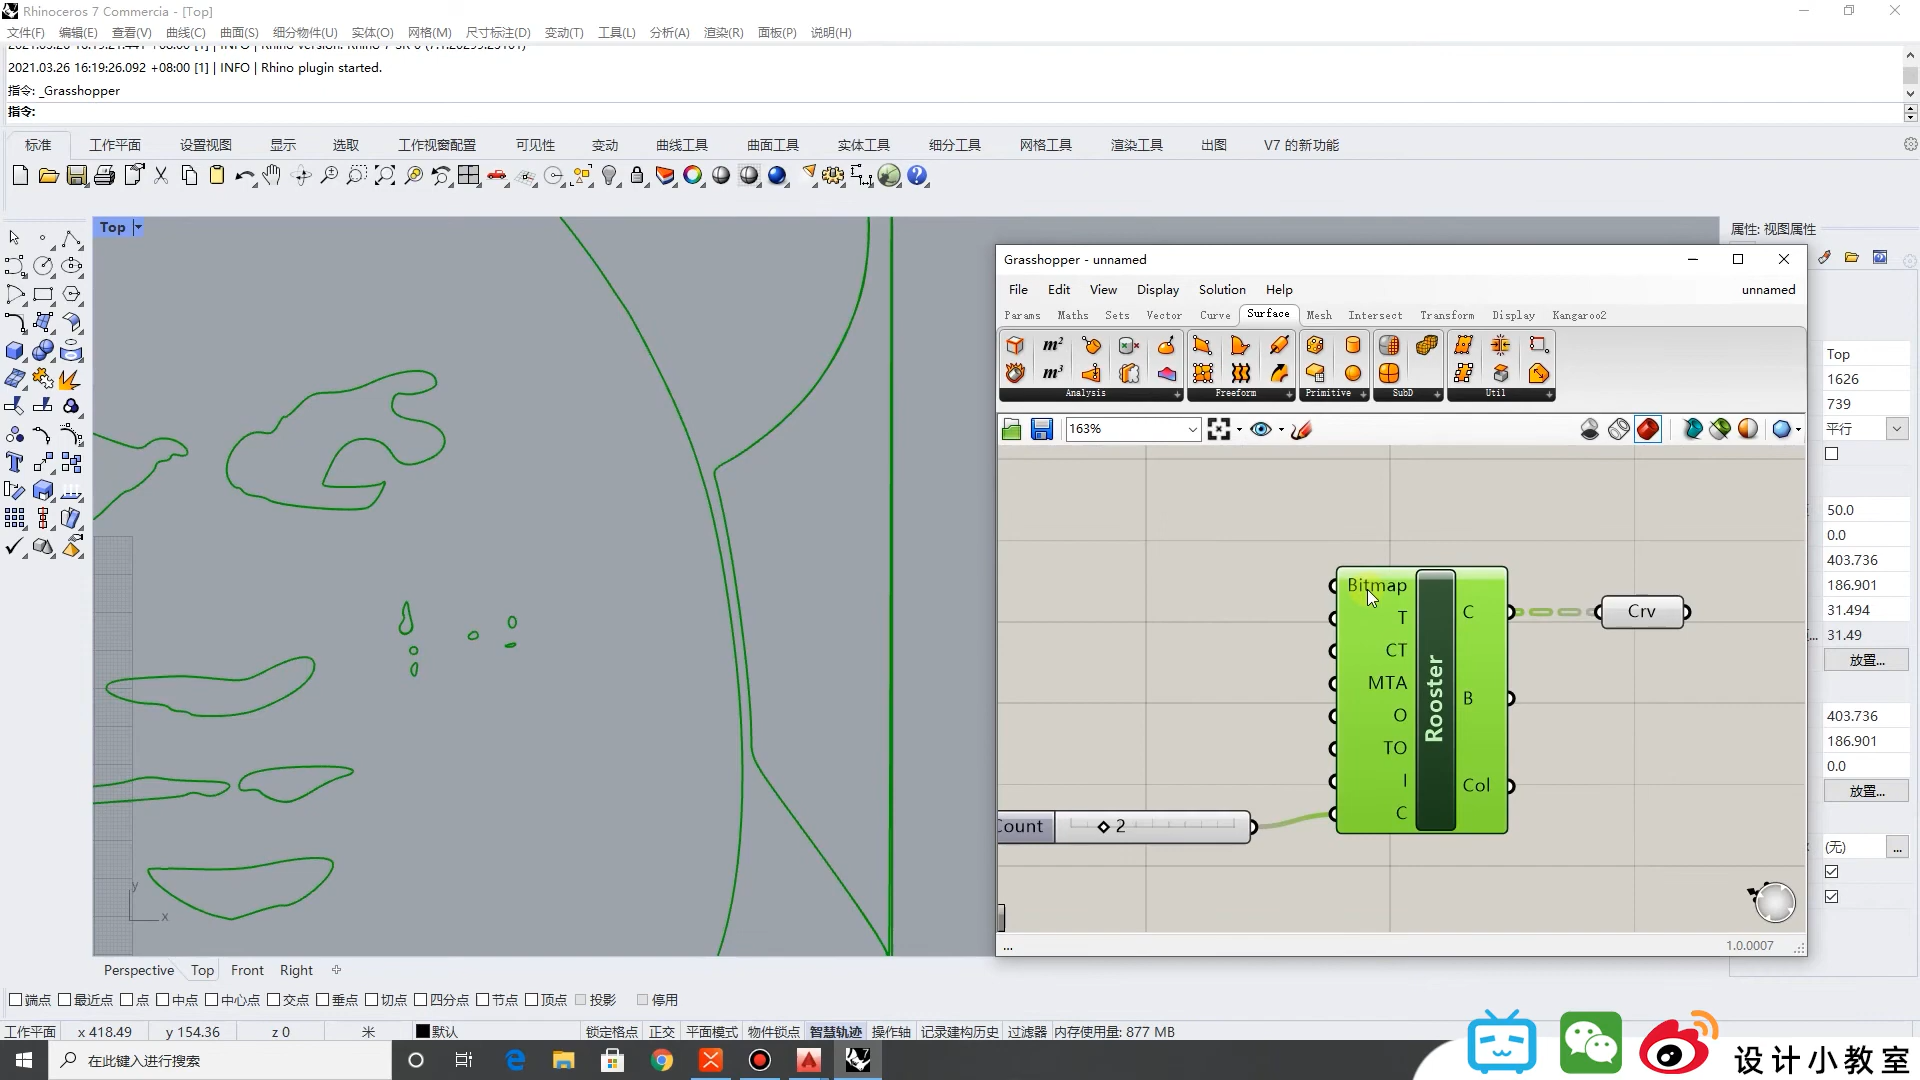 Rhinoceros 7 Commercia - [Top]
文件(F) 编辑(E) 查看(V) 曲线(C) 曲面(S) 细分物件(U) 实体(O) 网格(M) 尺寸标注(D) 变动(T) 工具(L) 分析(A) 渲染(R) 面板(P) 说明(H)
2021.03.26 16:19:26.092 +08:00 [1] | INFO | Rhino plugin started.
指令: _Grasshopper
指令:
标准 工作平面 设置视图 显示 选取 工作视窗配置 可见性 变动 曲线工具 曲面工具 实体工具 细分工具 网格工具 渲染工具 出图 V7 的新功能
Top
属性: 视图属性
Grasshopper - unnamed
File Edit View Display Solution Help unnamed
Params Maths Sets Vector Curve Surface Mesh Intersect Transform Display Kangaroo2
m²
m³
Analysis Freeform Primitive SubD Util
163%
Top
1626
739
平行
50.0
0.0
403.736
186.901
31.494
31.49
放置...
403.736
186.901
0.0
放置...
(无) ...
Bitmap
T
CT
MTA
O
TO
I
C
Rooster
C
B
Col
Crv
Count 2
... 1.0.0007
y
x
Perspective Top Front Right
端点 最近点 点 中点 中心点 交点 垂点 切点 四分点 节点 顶点 投影 停用
工作平面 x 418.49 y 154.36 z 0 米 默认 锁定格点 正交 平面模式 物件锁点 智慧轨迹 操作轴 记录建构历史 过滤器 内存使用量: 877 MB
在此键入进行搜索
设计小教室